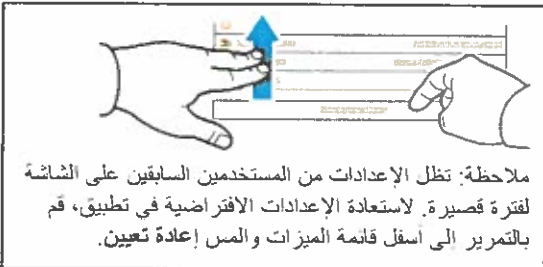 ملاحظة: تظل الإعدادات من المستخدمين السابقين على الشاشة
لفترة قصيرة. لاستعادة الإعدادات الافتراضية في تطبيق، قم
بالتمرير إلى أسفل قائمة الميزات والمس إعادة تعيين.